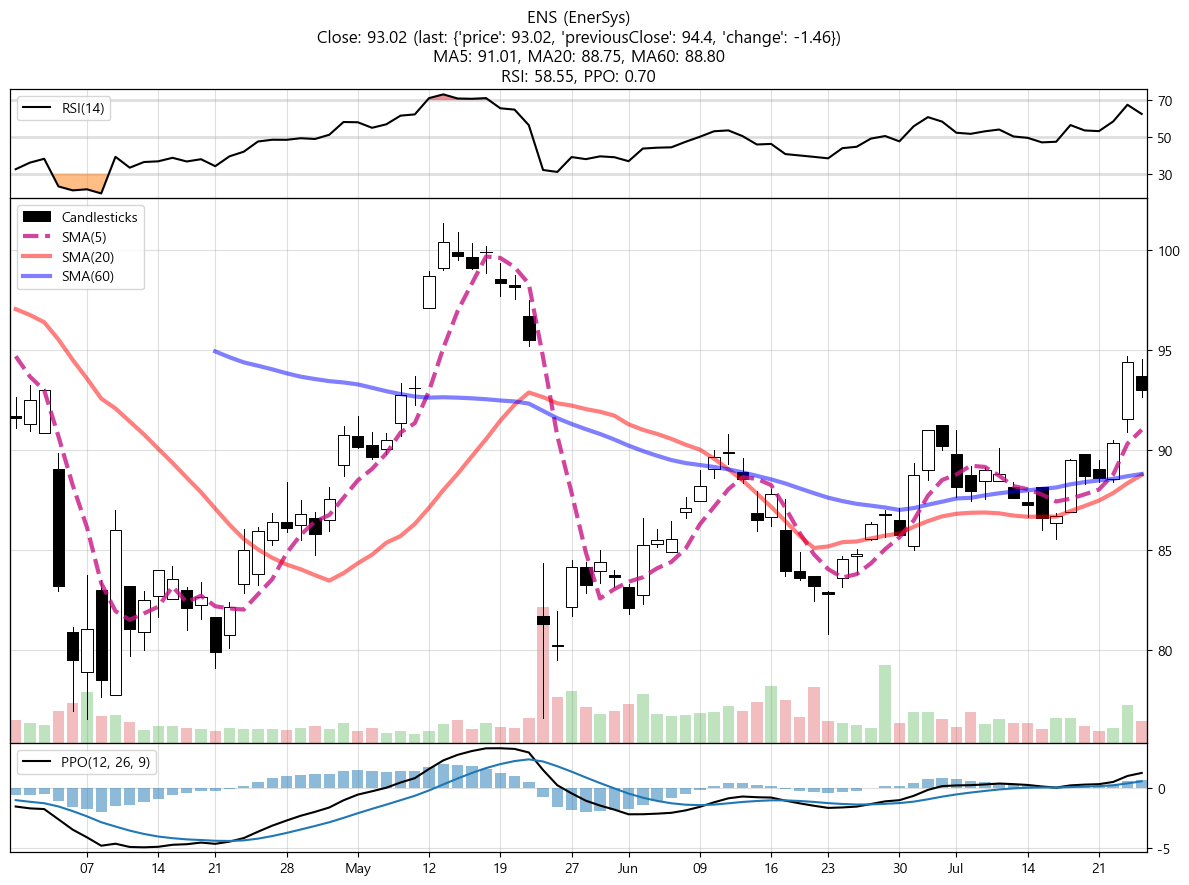 ENS (EnerSys)
Close: 93.02 (last: {'price': 93.02, 'previousClose': 94.4, 'change': -1.46})
MA5: 91.01, MA20: 88.75, MA60: 88.80
RSI: 58.55, PPO: 0.70
RSI(14)
70
50
30
Candlesticks
SMA(5)
SMA(20)
SMA(60)
100
95
90
85
80
PPO(12, 26, 9)
0
-5
07 14 21 28 May 12 19 27 Jun 09 16 23 30 Jul 14 21